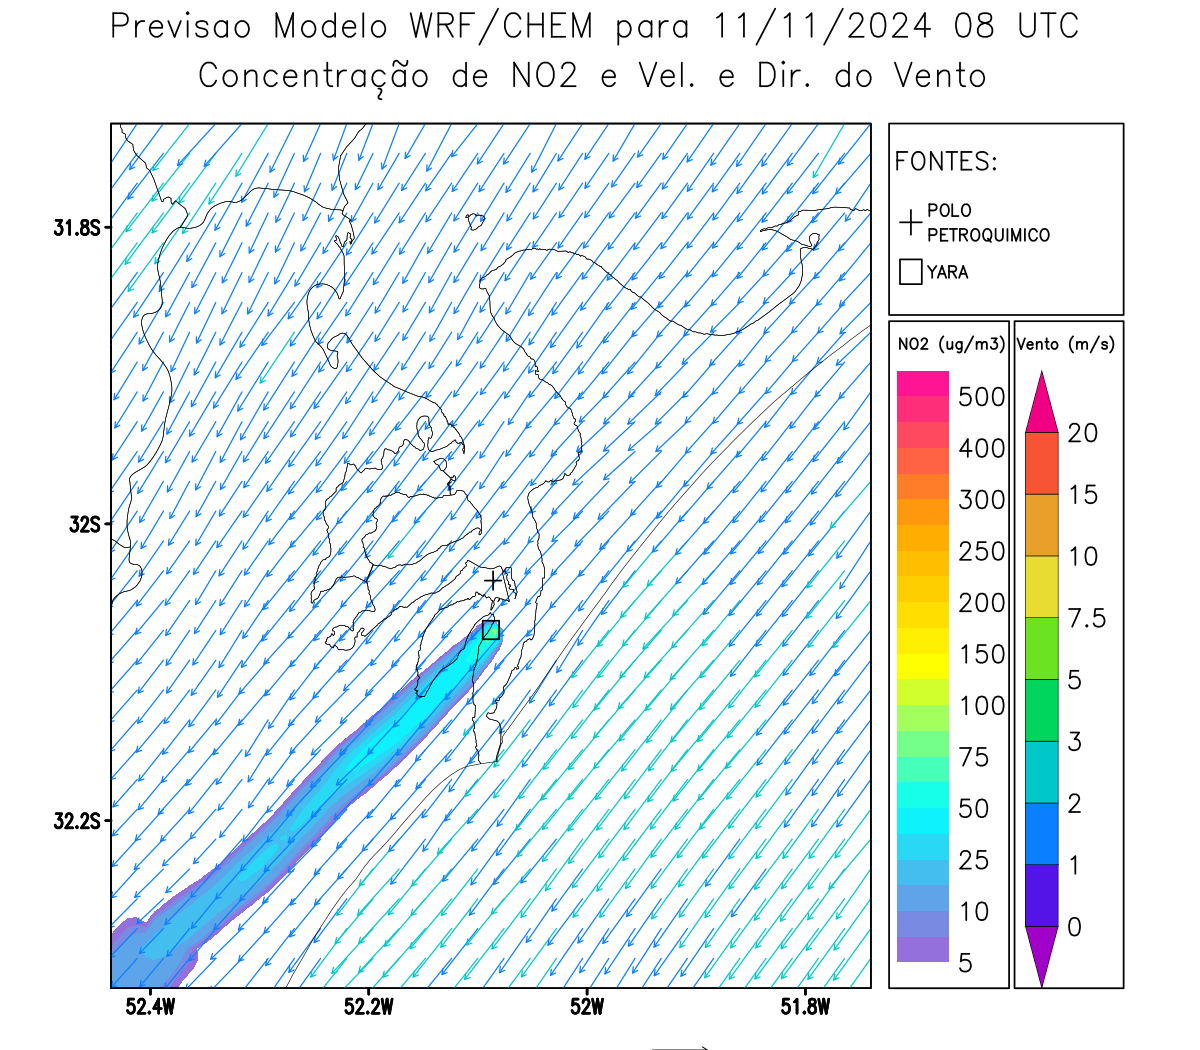 Previsao Modelo WRF/CHEM para 11/11/2024 08 UTC
Concentração de NO2 e Vel. e Dir. do Vento
FONTES:
POLO
PETROQUIMICO
YARA
NO2 (ug/m3)
500
400
300
250
200
150
100
75
50
25
10
5
Vento (m/s)
20
15
10
7.5
5
3
2
1
0
31.8S
32S
32.2S
52.4W
52.2W
52W
51.8W